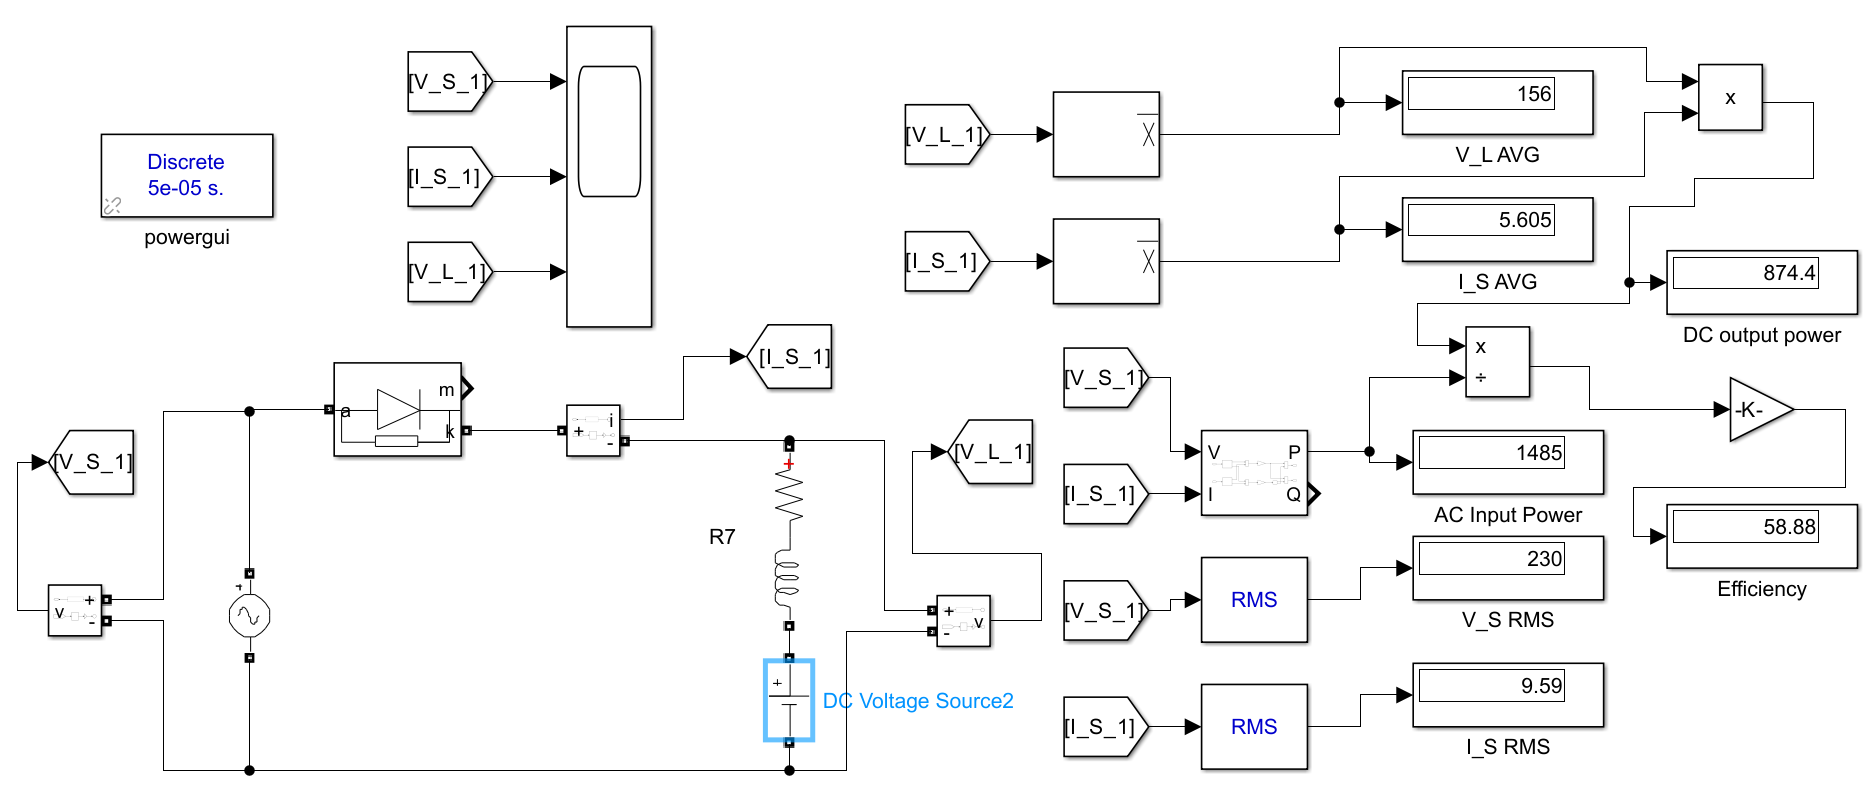 Discrete
5e-05 s.
powergui
[V_S_1]
[I_S_1]
[V_L_1]
[V_L_1]
X
156
V_L AVG
x
[I_S_1]
X
5.605
I_S AVG
874.4
DC output power
[I_S_1]
m
a
k
i
+
-
[V_S_1]
v
+
-
+
+
R7
+
DC Voltage Source2
[V_L_1]
+
-
v
[V_S_1]
[I_S_1]
V
I
P
Q
x
÷
-K-
1485
AC Input Power
58.88
Efficiency
[V_S_1]
RMS
230
V_S RMS
[I_S_1]
RMS
9.59
I_S RMS